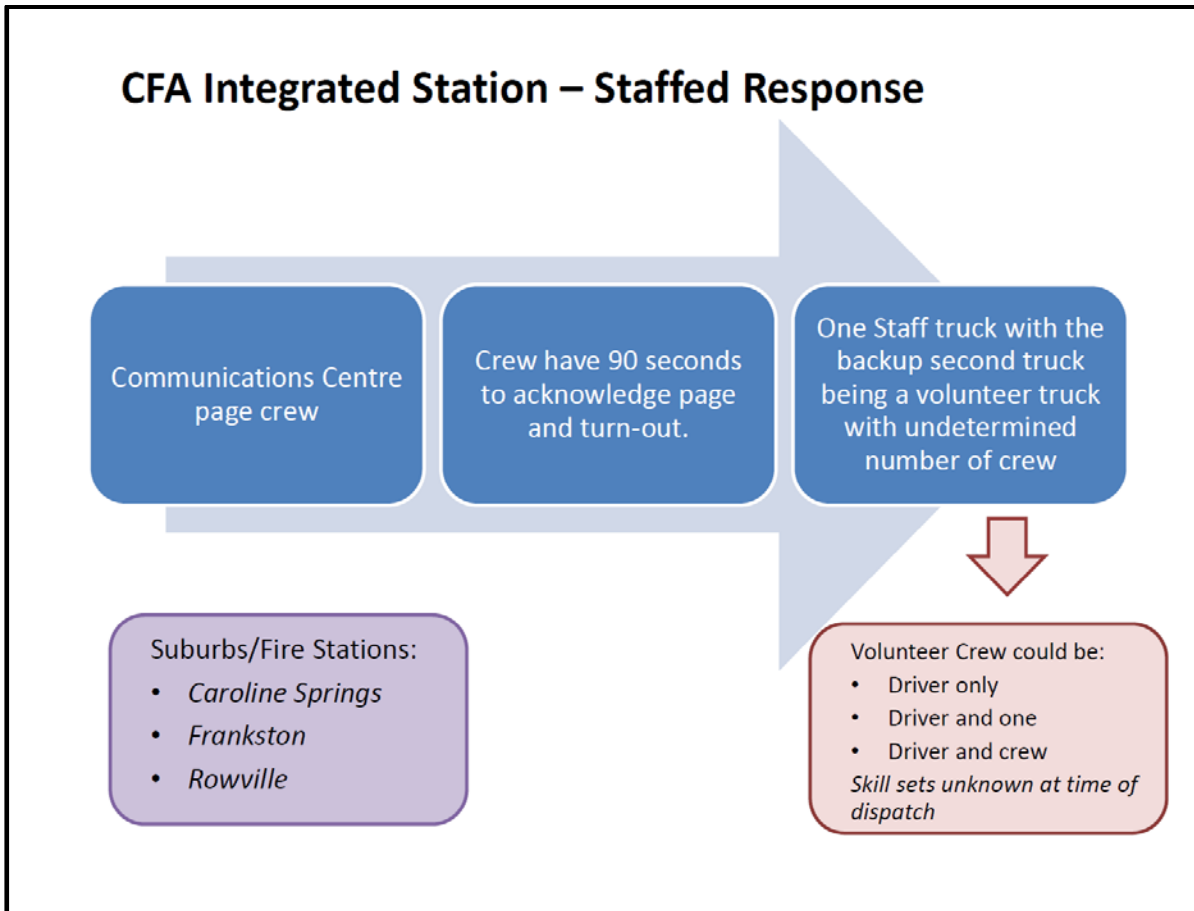 CFA Integrated Station – Staffed Response
Communications Centre
page crew
Crew have 90 seconds
to acknowledge page
and turn-out.
One Staff truck with the
backup second truck
being a volunteer truck
with undetermined
number of crew
Suburbs/Fire Stations:
• Caroline Springs
• Frankston
• Rowville
Volunteer Crew could be:
• Driver only
• Driver and one
• Driver and crew
Skill sets unknown at time of
dispatch